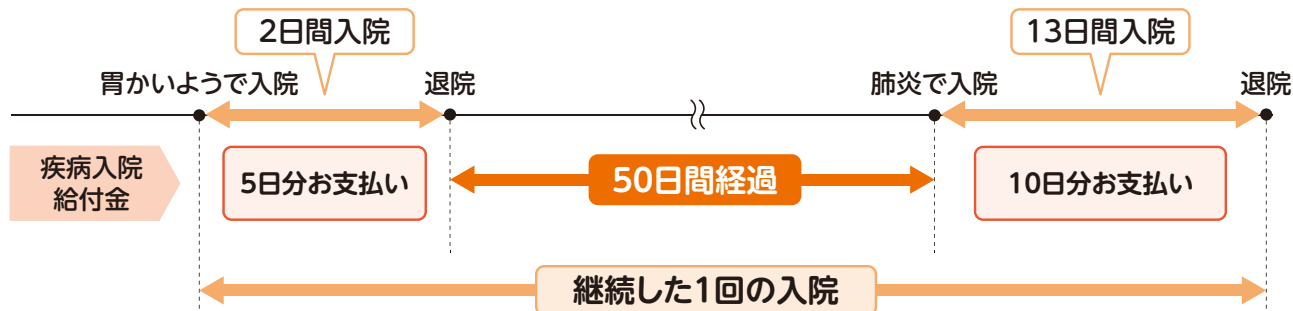 2日間入院
13日間入院
胃かいようで入院
退院
肺炎で入院
退院
疾病入院
給付金
5日分お支払い
50日間経過
10日分お支払い
継続した1回の入院